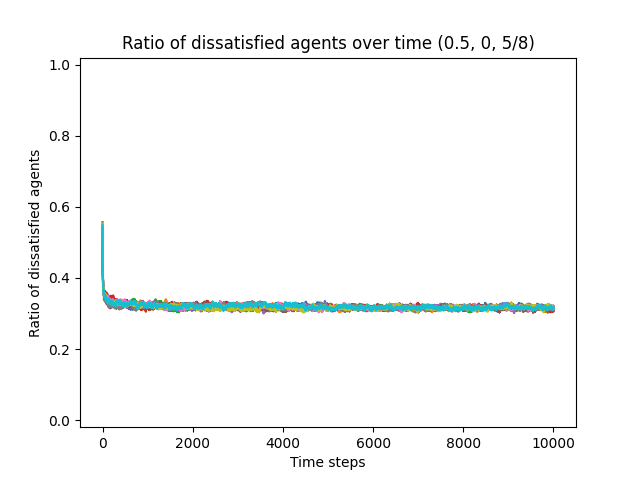 Ratio of dissatisfied agents over time (0.5, 0, 5/8)
1.0
0.8
0.6
0.4
0.2
0.0
Ratio of dissatisfied agents
0 2000 4000 6000 8000 10000
Time steps